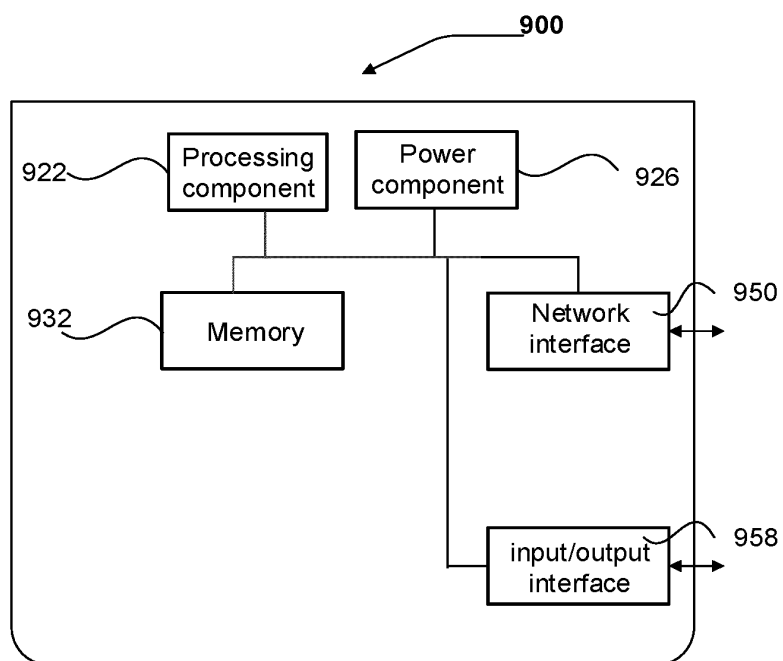 900
922
Processing
component
Power
component
926
932
Memory
Network
interface
950
input/output
interface
958